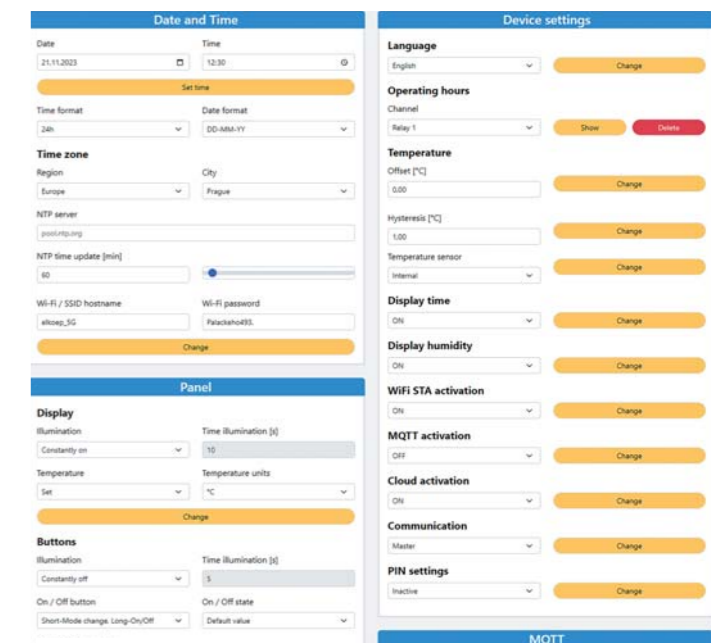 Date and Time
Date
Time
21.11.2023
12:30
Set time
Time format
Date format
24h
DD-MM-YY
Time zone
Region
City
Europe
Prague
NTP server
pool.ntp.org
NTP time update [min]
60
Wi-Fi / SSID hostname
Wi-Fi password
elkoep_5G
Palackeho493.
Change
Panel
Display
Illumination
Time illumination [s]
Constantly on
10
Temperature
Temperature units
Set
°C
Change
Buttons
Illumination
Time illumination [s]
Constantly off
5
On / Off button
On / Off state
Short-Mode change. Long-On/Off
Default value
Device settings
Language
English
Change
Operating hours
Channel
Relay 1
Show
Delete
Temperature
Offset [°C]
0.00
Change
Hysteresis [°C]
1.00
Change
Temperature sensor
Internal
Change
Display time
ON
Change
Display humidity
ON
Change
WiFi STA activation
ON
Change
MQTT activation
OFF
Change
Cloud activation
ON
Change
Communication
Master
Change
PIN settings
Inactive
Change
MQTT